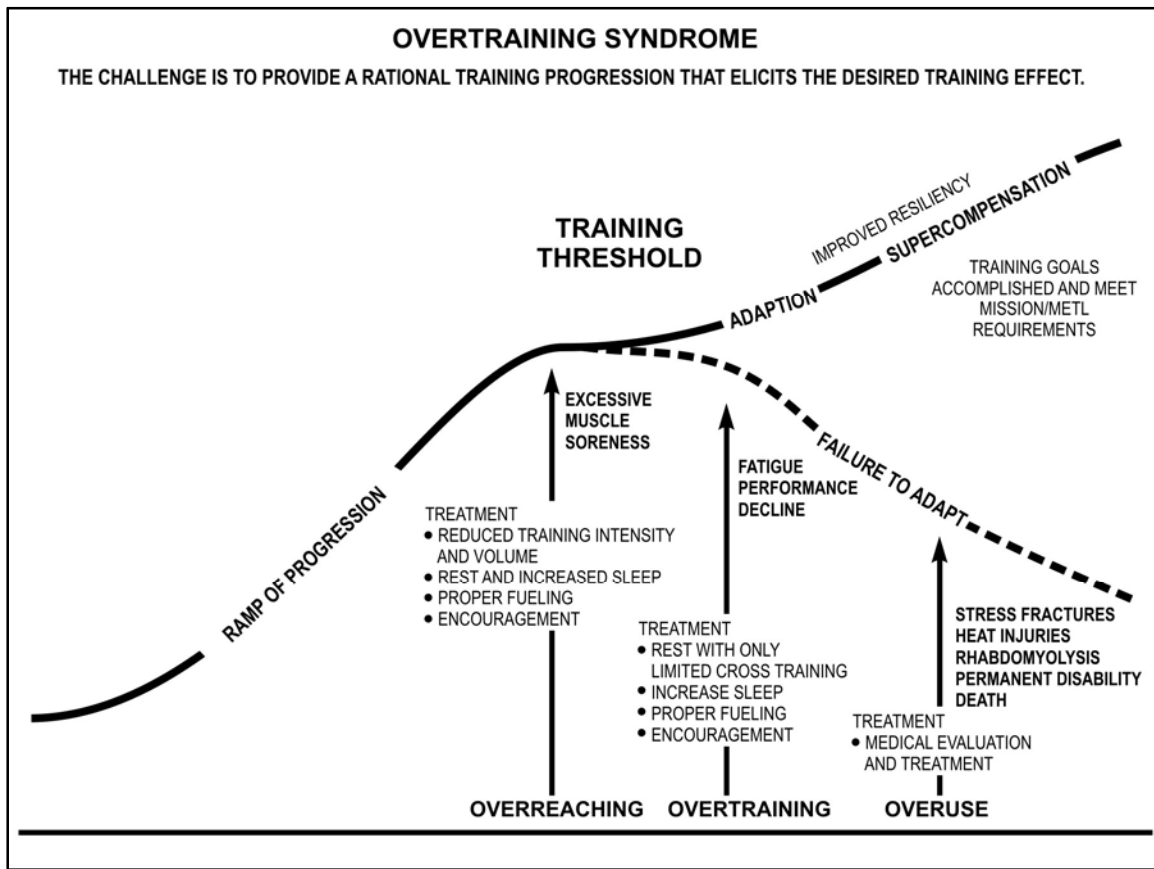 OVERTRAINING SYNDROME
THE CHALLENGE IS TO PROVIDE A RATIONAL TRAINING PROGRESSION THAT ELICITS THE DESIRED TRAINING EFFECT.
TRAINING
THRESHOLD
RAMP OF PROGRESSION
ADAPTION
IMPROVED RESILIENCY
SUPERCOMPENSATION
TRAINING GOALS
ACCOMPLISHED AND MEET
MISSION/METL
REQUIREMENTS
FAILURE TO ADAPT
EXCESSIVE
MUSCLE
SORENESS
TREATMENT
• REDUCED TRAINING INTENSITY
AND VOLUME
• REST AND INCREASED SLEEP
• PROPER FUELING
• ENCOURAGEMENT
OVERREACHING
FATIGUE
PERFORMANCE
DECLINE
TREATMENT
• REST WITH ONLY
LIMITED CROSS TRAINING
• INCREASE SLEEP
• PROPER FUELING
• ENCOURAGEMENT
OVERTRAINING
STRESS FRACTURES
HEAT INJURIES
RHABDOMYOLYSIS
PERMANENT DISABILITY
DEATH
TREATMENT
• MEDICAL EVALUATION
AND TREATMENT
OVERUSE